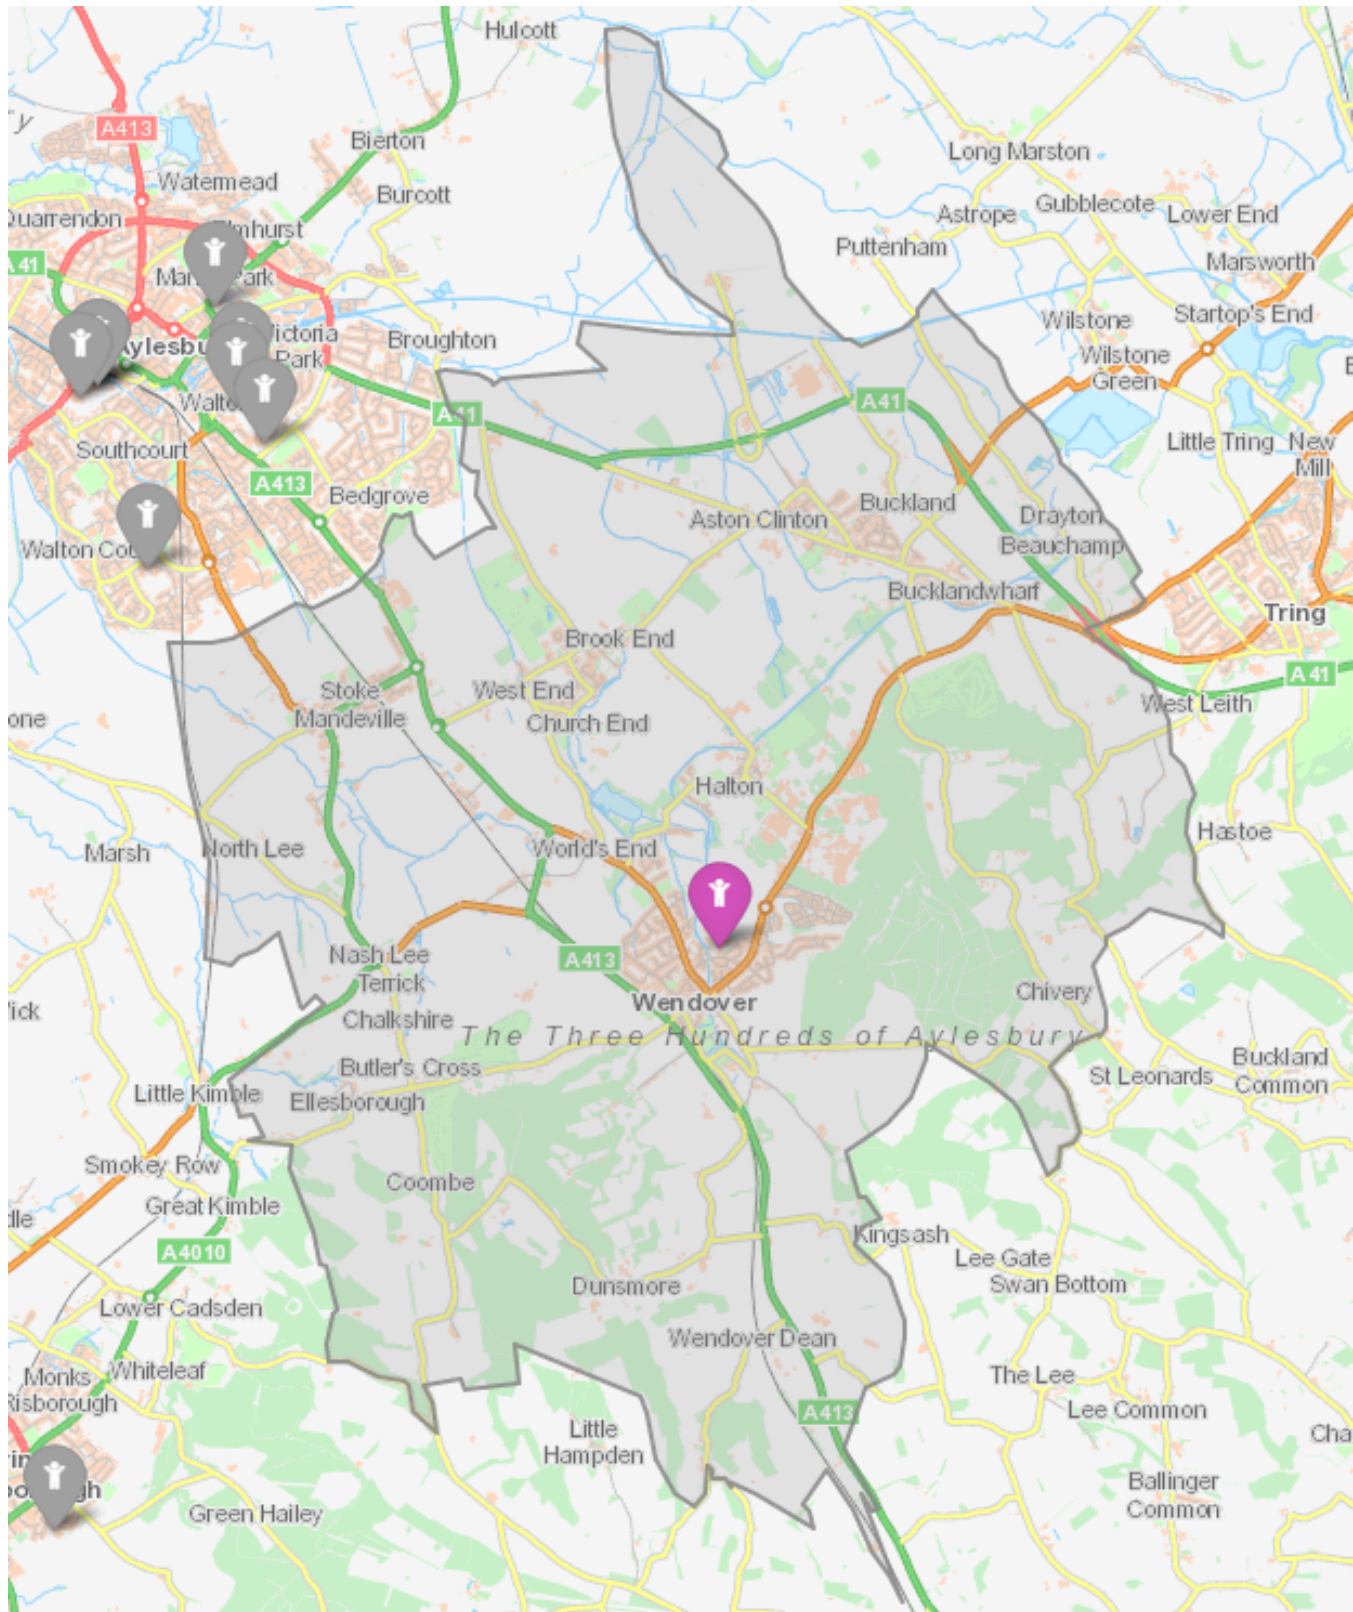 Hulcott
A413
Bierton
Long Marston
Watermead
Burcott
Quarrendon
Gubblecote
Astrope
Lower End
Puttenham
A41
Marsworth
Wilstone
Startop's End
Victoria
Park
Broughton
Wilstone
Green
A41
A41
Southcourt
Little Tring
New
Mill
A413
Bedgrove
Buckland
Aston Clinton
Drayton
Beauchamp
Bucklandwharf
Tring
Brook End
A41
Stoke
Mandeville
West End
Church End
West Leith
Halton
Hastoe
Marsh
North Lee
World's End
Nash Lee
A413
Terrick
Chivery
Wendover
Chalkshire
The Three Hundreds of Aylesbury
Butler's Cross
Buckland
Common
St Leonards
Little Kimble
Ellesborough
Smokey Row
Coombe
Great Kimble
Kingsash
A4010
Lee Gate
Swan Bottom
Dunsmore
Lower Cadsden
Wendover Dean
Whiteleaf
Monks
Risborough
The Lee
A413
Lee Common
Little
Hampden
Ballinger
Common
Green Hailey